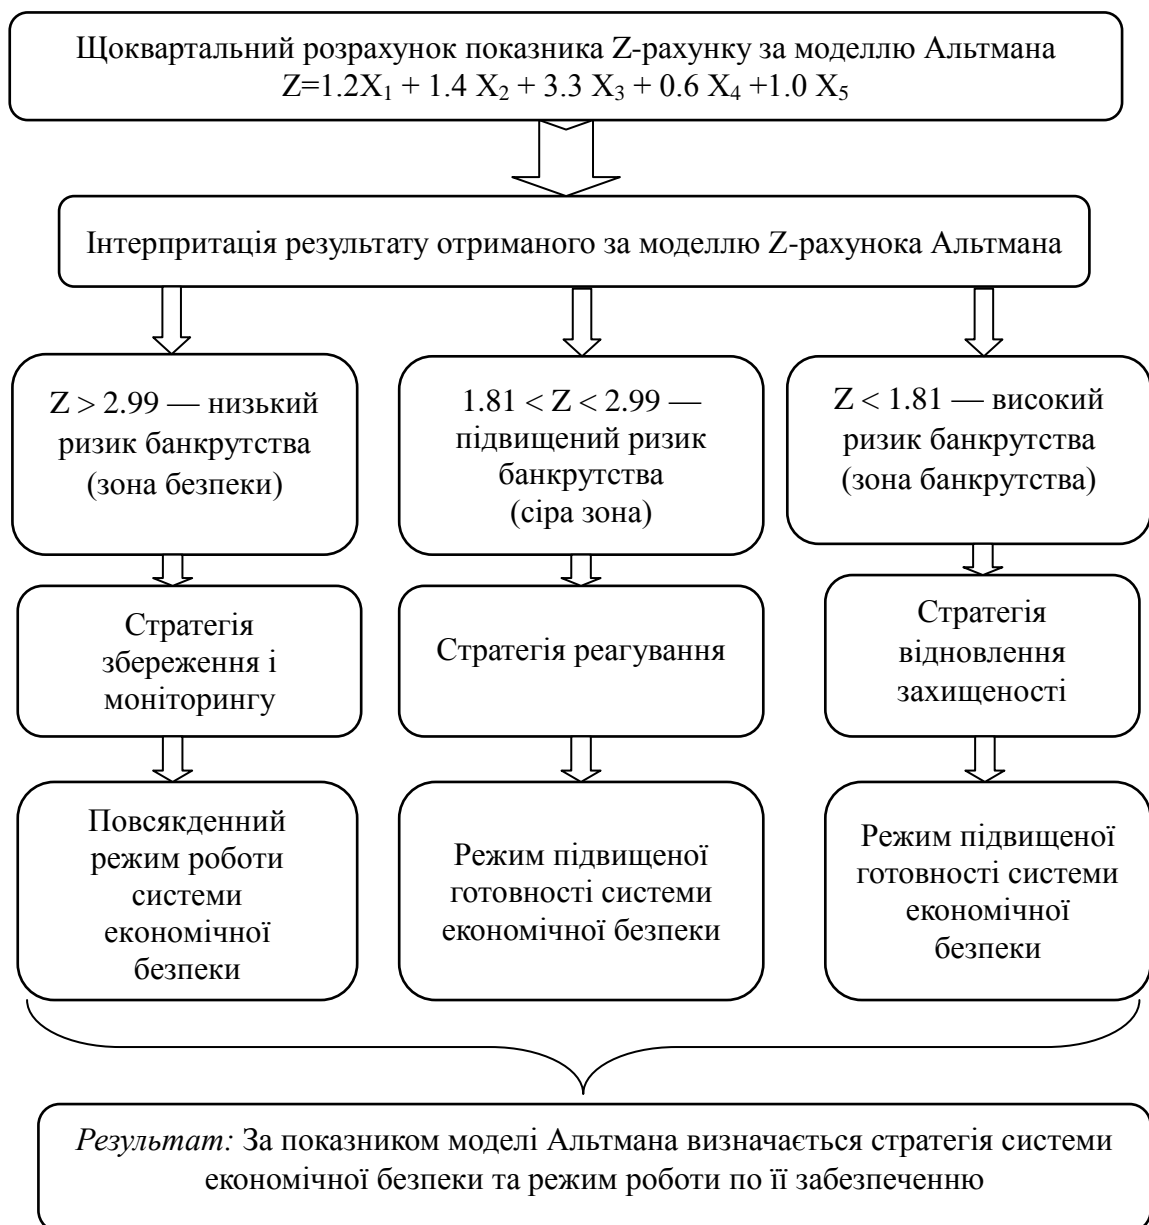 Щоквартальний розрахунок показника Z-рахунку за моделлю Альтмана
Z=1.2X₁ + 1.4 X₂ + 3.3 X₃ + 0.6 X₄ +1.0 X₅
Інтерпритація результату отриманого за моделлю Z-рахунока Альтмана
Z > 2.99 — низький
ризик банкрутства
(зона безпеки)
1.81 < Z < 2.99 —
підвищений ризик
банкрутства
(сіра зона)
Z < 1.81 — високий
ризик банкрутства
(зона банкрутства)
Стратегія
збереження і
моніторингу
Стратегія реагування
Стратегія
відновлення
захищеності
Повсякденний
режим роботи
системи
економічної
безпеки
Режим підвищеної
готовності системи
економічної безпеки
Режим підвищеної
готовності системи
економічної
безпеки
Результат: За показником моделі Альтмана визначається стратегія системи
економічної безпеки та режим роботи по її забезпеченню